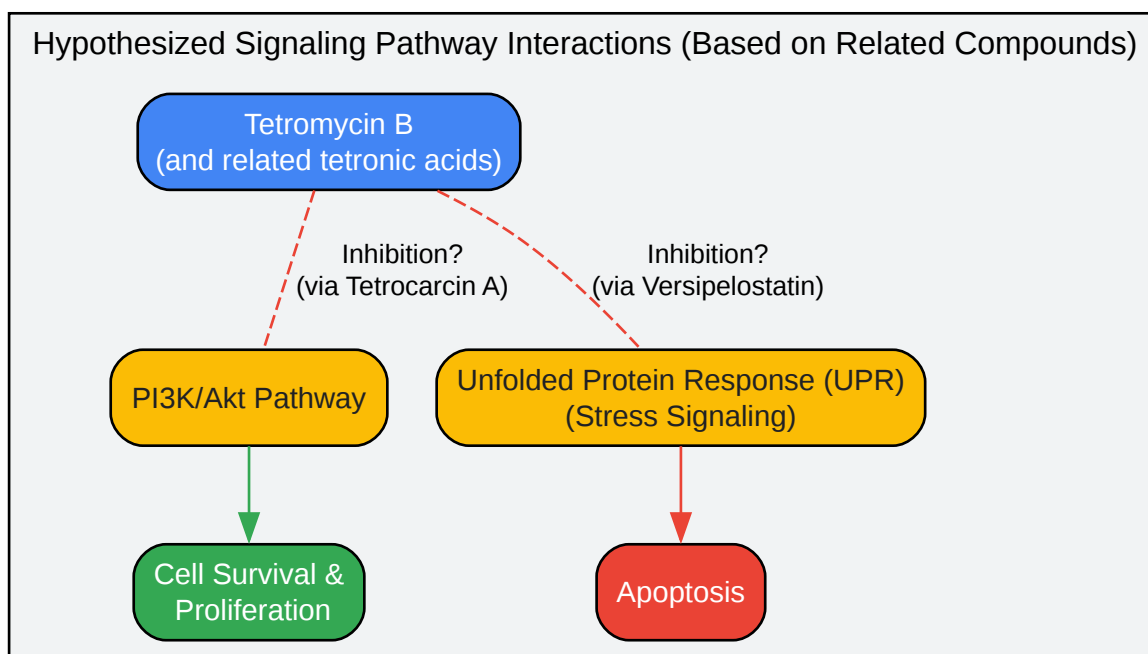 Hypothesized Signaling Pathway Interactions (Based on Related Compounds)
Tetromycin B
(and related tetronic acids)
Inhibition?
(via Tetrocarcin A)
Inhibition?
(via Versipelostatin)
PI3K/Akt Pathway
Unfolded Protein Response (UPR)
(Stress Signaling)
Cell Survival &
Proliferation
Apoptosis